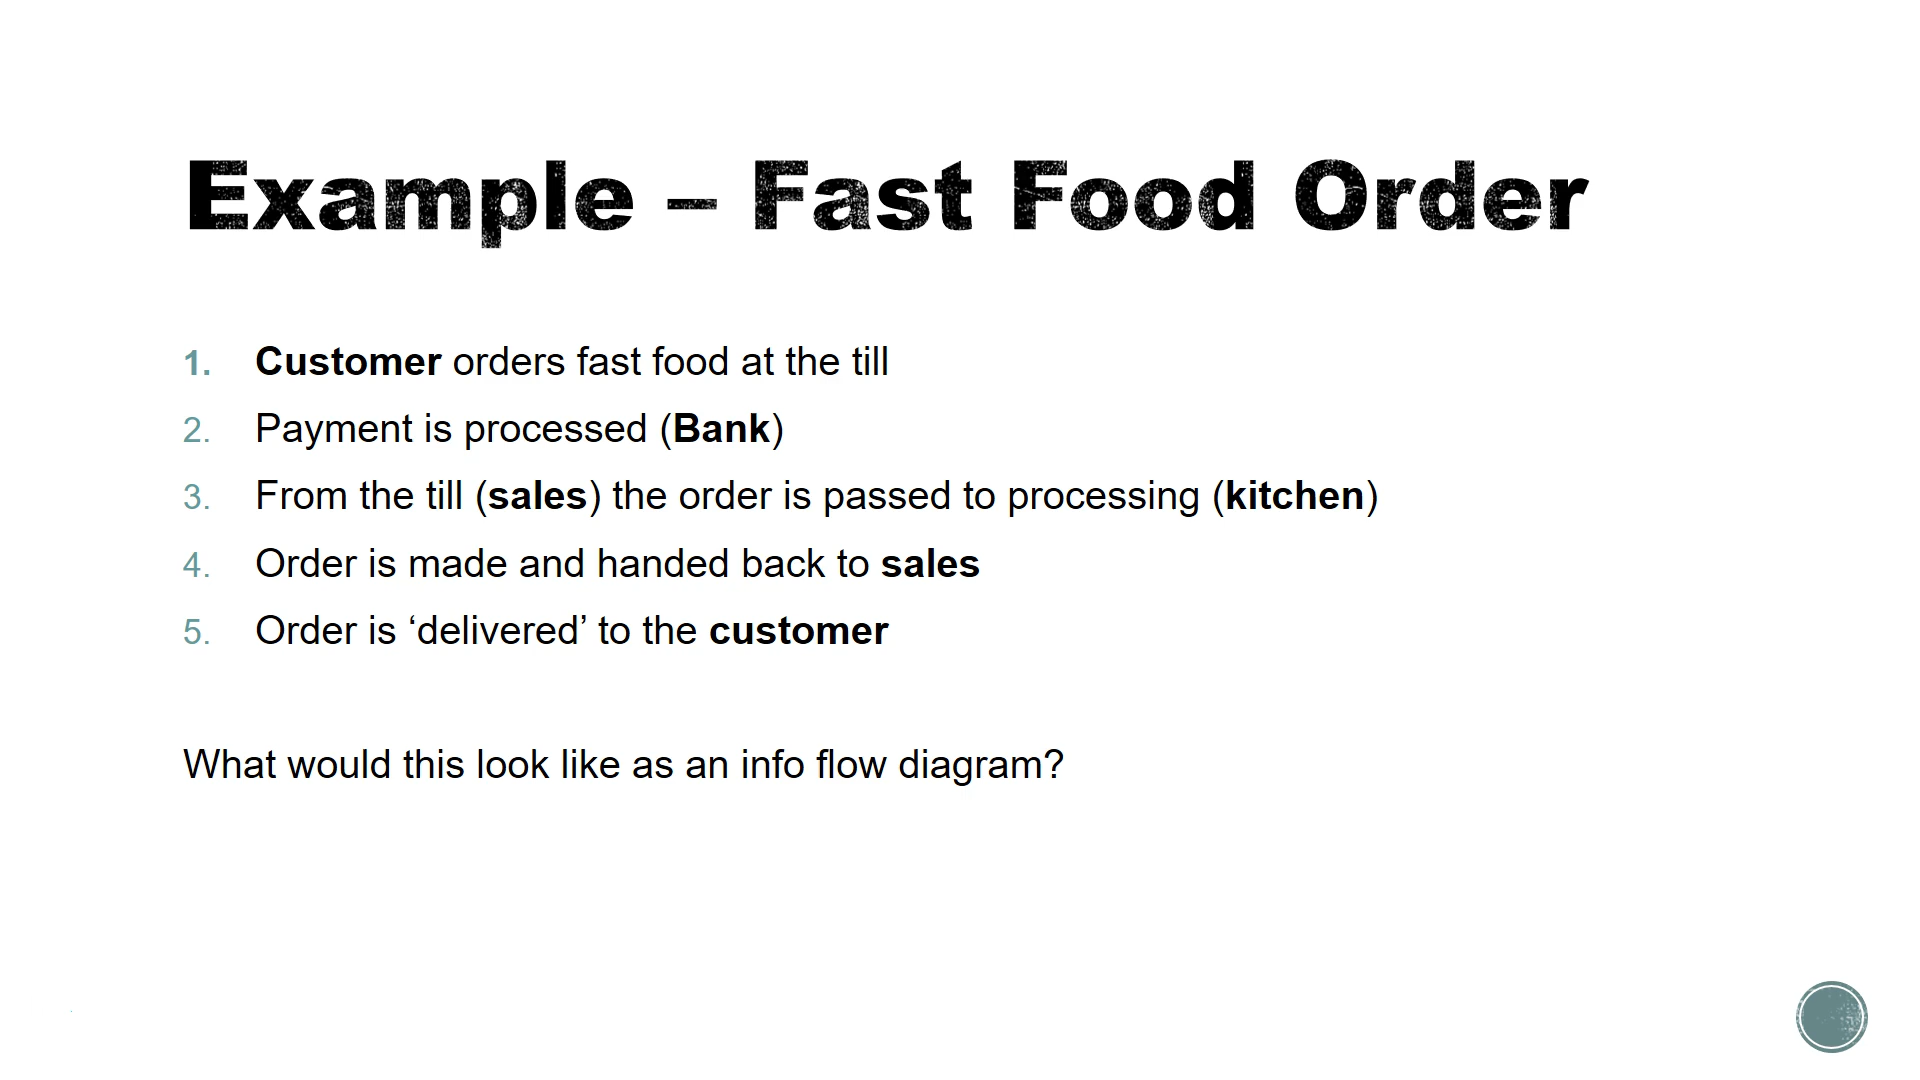 Example – Fast Food Order
1. Customer orders fast food at the till
2. Payment is processed (Bank)
3. From the till (sales) the order is passed to processing (kitchen)
4. Order is made and handed back to sales
5. Order is ‘delivered’ to the customer
What would this look like as an info flow diagram?